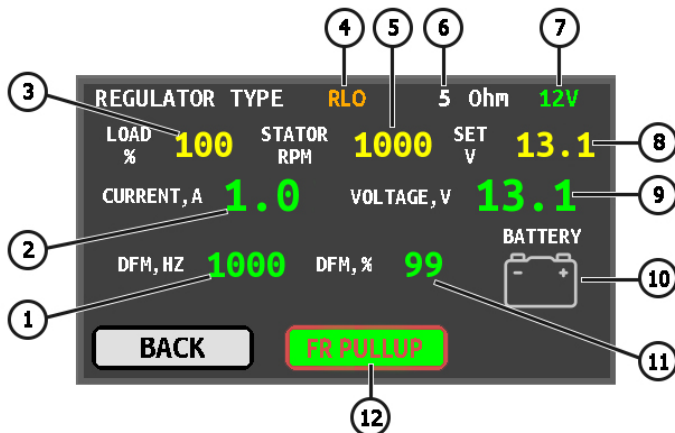 4 5 6 7
3 REGULATOR TYPE RLO 5 Ohm 12V
LOAD % 100 STATOR RPM 1000 SET V 13.1 8
CURRENT,A 1.0 VOLTAGE,V 13.1 9
2 BATTERY
DFM,HZ 1000 DFM,% 99 - + 10
1
BACK FR PULLUP 11
12